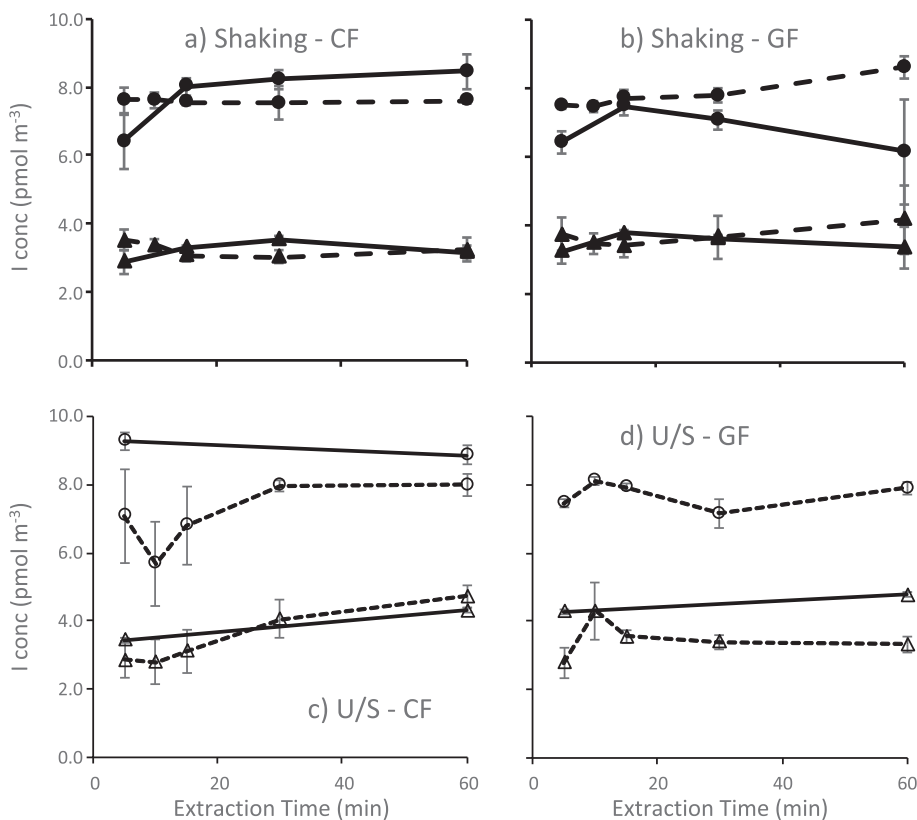 a) Shaking - CF
b) Shaking - GF
10.0
8.0
6.0
4.0
2.0
0.0
I conc (pmol m⁻³)
c) U/S - CF
d) U/S - GF
10.0
8.0
6.0
4.0
2.0
0.0
I conc (pmol m⁻³)
0 20 40 60
0 20 40 60
Extraction Time (min)
Extraction Time (min)